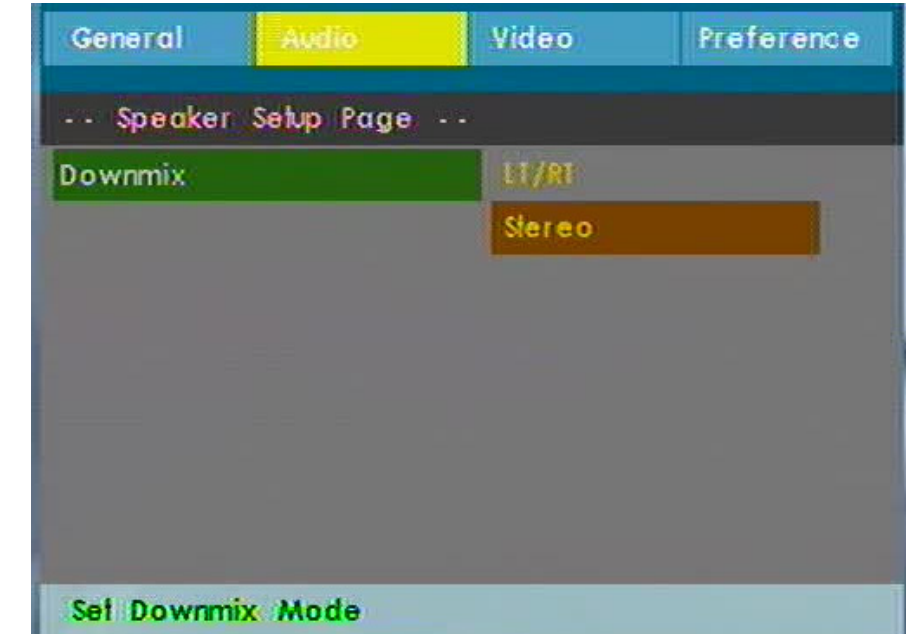 General Audio Video Preference
-- Speaker Setup Page --
Downmix LT/RT
Stereo
Set Downmix Mode